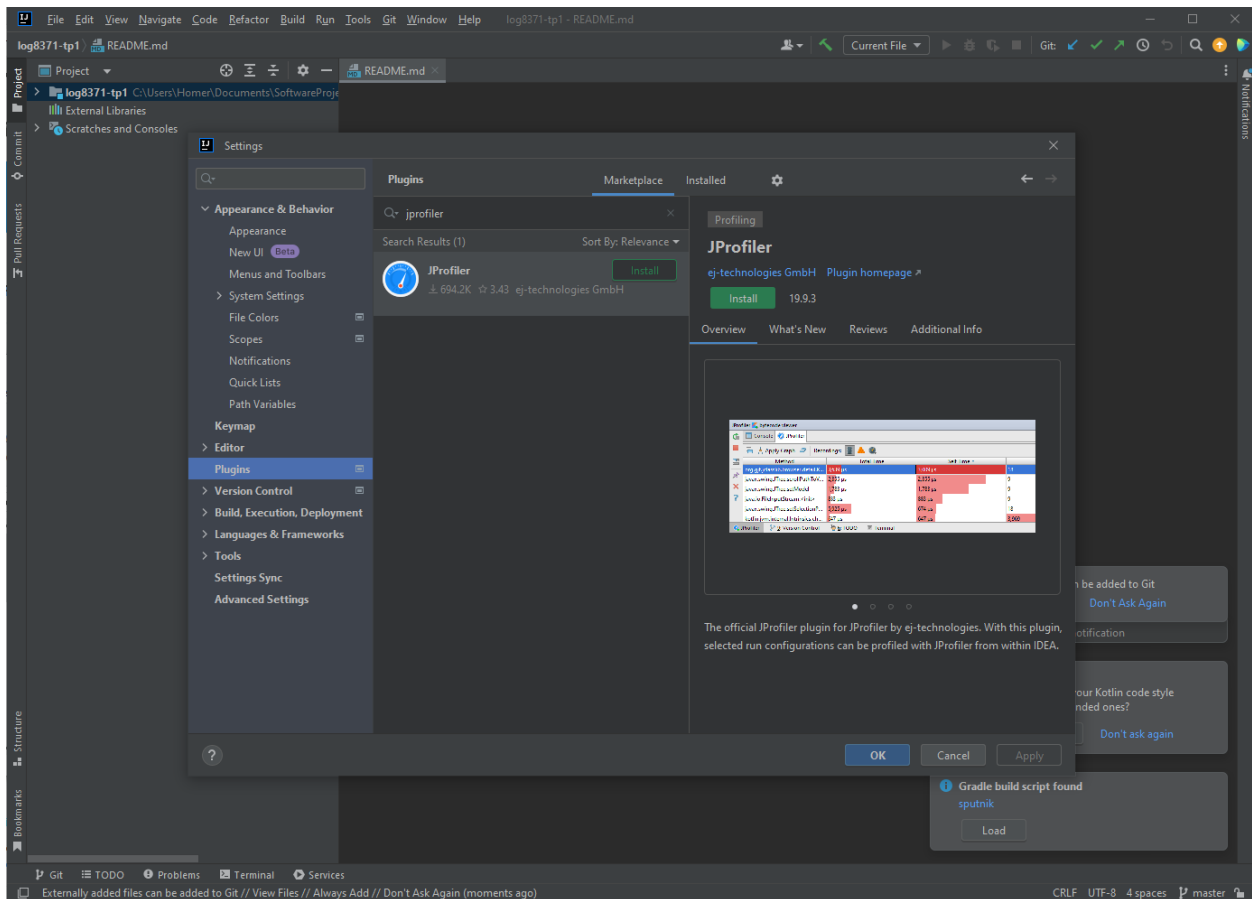 File Edit View Navigate Code Refactor Build Run Tools Git Window Help log8371-tp1 - README.md
log8371-tp1 README.md Current File Git:
Project README.md
Project
Commit
Pull Requests
Structure
Bookmarks
Notifications
log8371-tp1 C:\Users\Homer\Documents\SoftwareProje
External Libraries
Scratches and Consoles
Settings
Appearance & Behavior
Appearance
New UI Beta
Menus and Toolbars
System Settings
File Colors
Scopes
Notifications
Quick Lists
Path Variables
Keymap
Editor
Plugins
Version Control
Build, Execution, Deployment
Languages & Frameworks
Tools
Settings Sync
Advanced Settings
Plugins Marketplace Installed
jprofiler
Search Results (1) Sort By: Relevance
JProfiler Install
694.2K 3.43 ej-technologies GmbH
Profiling
JProfiler
ej-technologies GmbH Plugin homepage
Install 19.9.3
Overview What's New Reviews Additional Info
Console JProfiler
Method Total Time
The official JProfiler plugin for JProfiler by ej-technologies. With this plugin,
selected run configurations can be profiled with JProfiler from within IDEA.
? OK Cancel Apply
be added to Git
Don't Ask Again
otification
our Kotlin code style
nded ones?
Don't ask again
Gradle build script found
sputnik
Load
Git TODO Problems Terminal Services
Externally added files can be added to Git // View Files // Always Add // Don't Ask Again (moments ago) CRLF UTF-8 4 spaces master